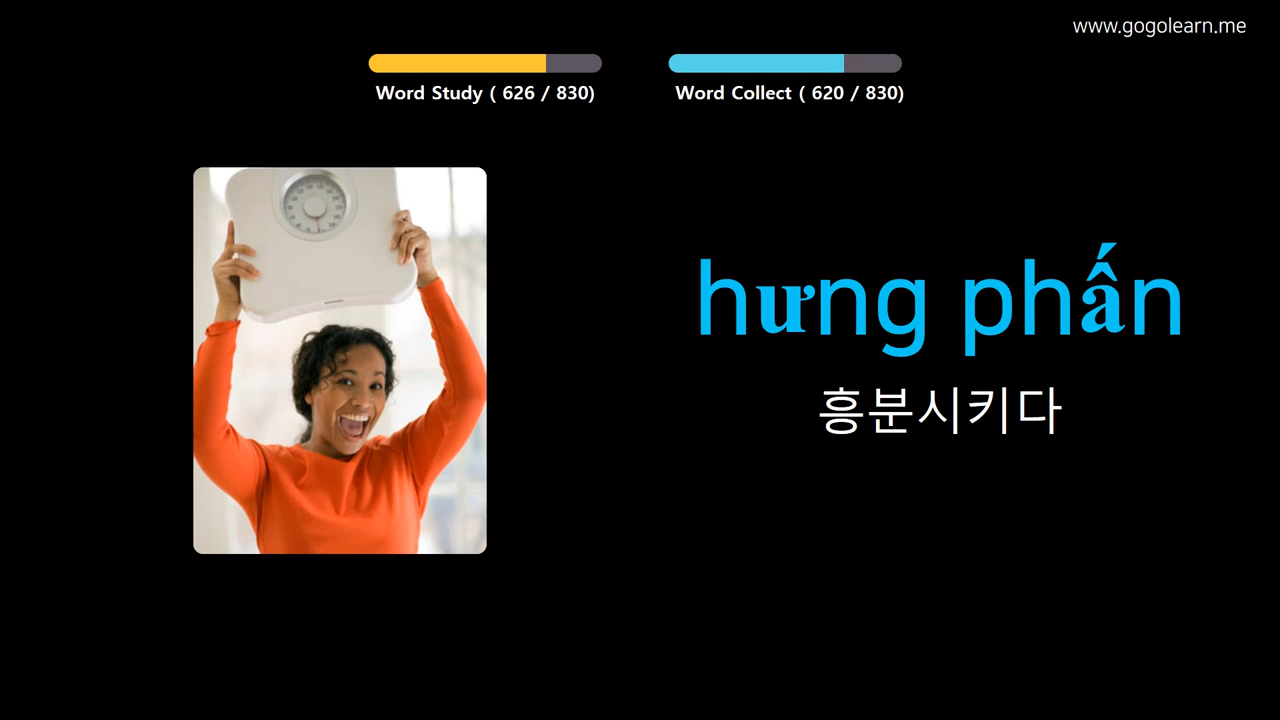 www.gogolearn.me
Word Study ( 626 / 830)
Word Collect ( 620 / 830)
hưng phấn
흥분시키다